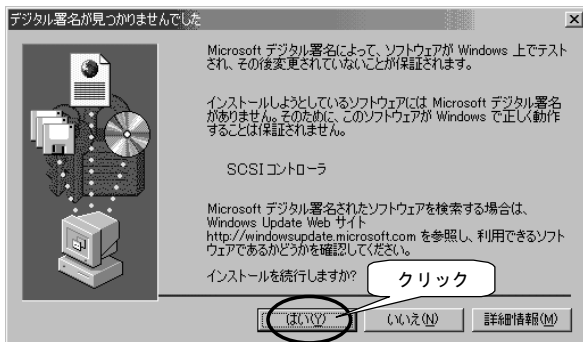 デジタル署名が見つかりませんでした
Microsoft デジタル署名によって、ソフトウェアが Windows 上でテスト
され、その後変更されていないことが保証されます。
インストールしようとしているソフトウェアには Microsoft デジタル署名
がありません。そのために、このソフトウェアが Windows で正しく動作
することは保証されません。
SCSI コントローラ
Microsoft デジタル署名されたソフトウェアを検索する場合は、
Windows Update Web サイト
http://windowsupdate.microsoft.com を参照し、利用できるソフト
ウェアであるかどうかを確認してください。
インストールを続行しますか?
クリック
はい(Y)
いいえ(N)
詳細情報(M)